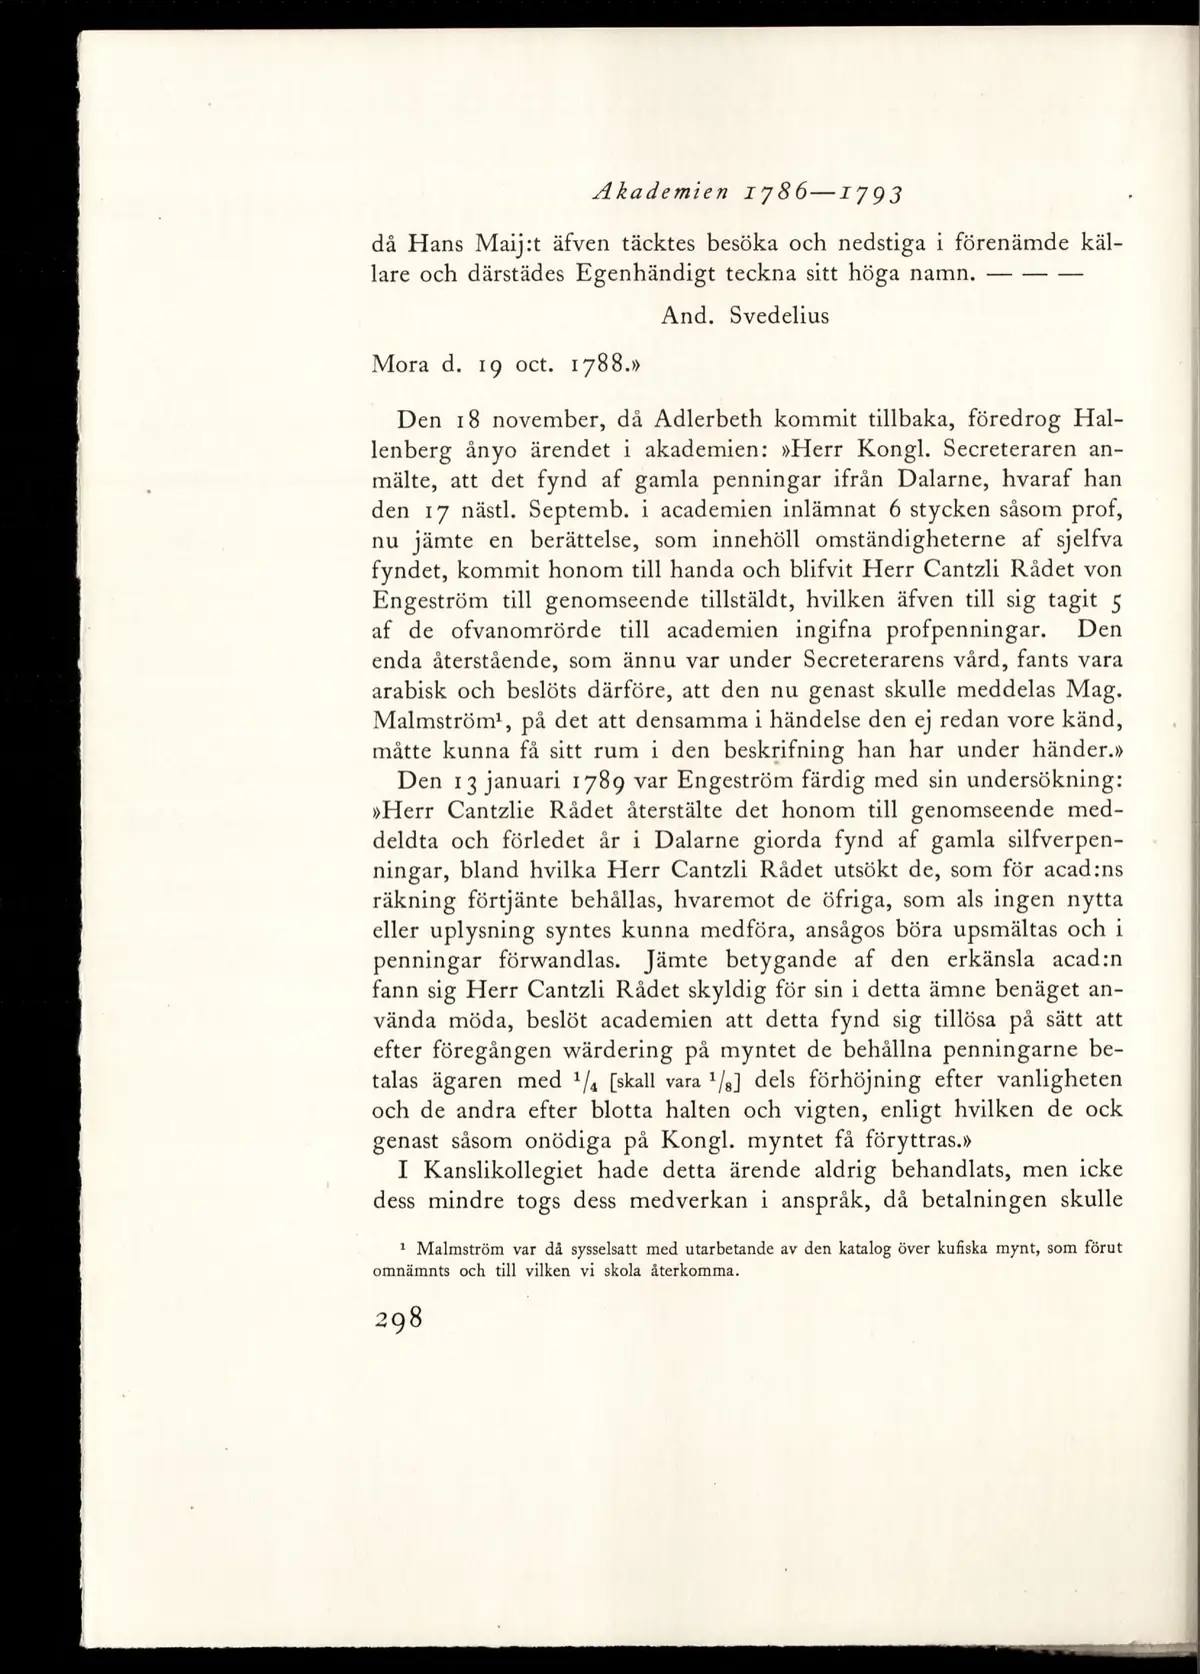 Akademien 1786—1793
då Hans Maij:t äfven täcktes besöka och nedstiga i förenämde käl-
lare och därstädes Egenhändigt teckna sitt höga namn. — — —
And. Svedelius
Mora d. 19 oct. 1788.»
Den 18 november, då Adlerbeth kommit tillbaka, föredrog Hal-
lenberg ånyo ärendet i akademien: »Herr Kongl. Secreteraren an-
mälte, att det fynd af gamla penningar ifrån Dalarne, hvaraf han
den 17 nästl. Septemb. i academien inlämnat 6 stycken såsom prof,
nu jämte en berättelse, som innehöll omständigheterne af sjelfva
fyndet, kommit honom till handa och blifvit Herr Cantzli Rådet von
Engeström till genomseende tillstäldt, hvilken äfven till sig tagit 5
af de ofvanomrörde till academien ingifna profpenningar. Den
enda återstående, som ännu var under Secreterarens vård, fants vara
arabisk och beslöts därföre, att den nu genast skulle meddelas Mag.
Malmström¹, på det att densamma i händelse den ej redan vore känd,
måtte kunna få sitt rum i den beskrifning han har under händer.»
Den 13 januari 1789 var Engeström färdig med sin undersökning:
»Herr Cantzlie Rådet återstälte det honom till genomseende med-
deldta och förledet år i Dalarne giorda fynd af gamla silfverpen-
ningar, bland hvilka Herr Cantzli Rådet utsökt de, som för acad:ns
räkning förtjänte behållas, hvaremot de öfriga, som als ingen nytta
eller uplysning syntes kunna medföra, ansågos böra upsmältas och i
penningar förwandlas. Jämte betygande af den erkänsla acad:n
fann sig Herr Cantzli Rådet skyldig för sin i detta ämne benäget an-
vända möda, beslöt academien att detta fynd sig tillösa på sätt att
efter föregången wärdering på myntet de behållna penningarne be-
talas ägaren med 1/4 [skall vara 1/8] dels förhöjning efter vanligheten
och de andra efter blotta halten och vigten, enligt hvilken de ock
genast såsom onödiga på Kongl. myntet få föryttras.»
I Kanslikollegiet hade detta ärende aldrig behandlats, men icke
dess mindre togs dess medverkan i anspråk, då betalningen skulle
¹ Malmström var då sysselsatt med utarbetande av den katalog över kufiska mynt, som förut
omnämnts och till vilken vi skola återkomma.
298